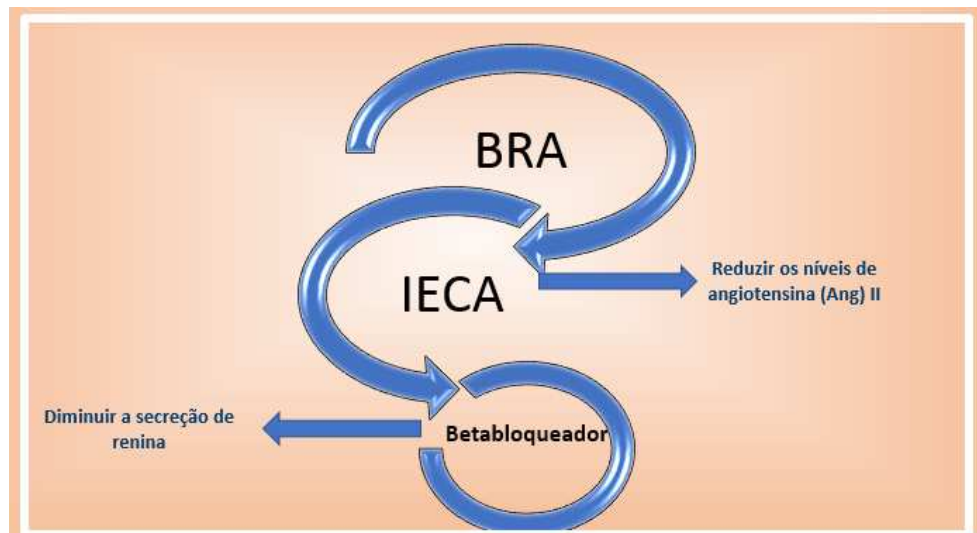 BRA
IECA
Reduzir os níveis de
angiotensina (Ang) II
Diminuir a secreção de
renina
Betabloqueador